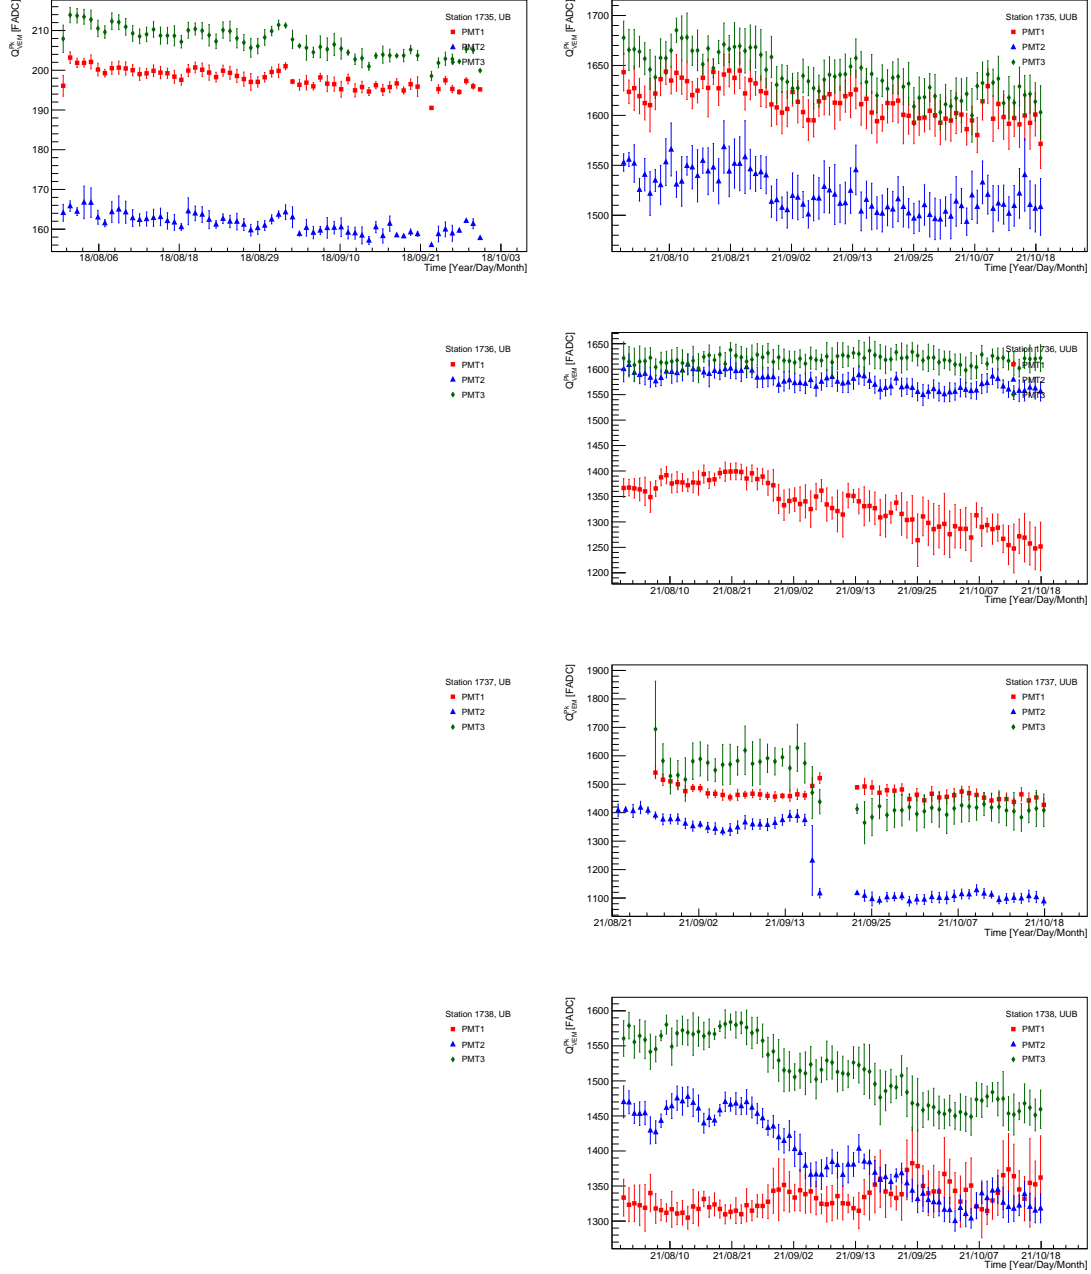 Q^Pk_VEM [FADC]
210
200
190
180
170
160
Station 1735, UB
PMT1
PMT2
PMT3
18/08/06 18/08/18 18/08/29 18/09/10 18/09/21 18/10/03
Time [Year/Day/Month]
Q^Pk_VEM [FADC]
1700
1650
1600
1550
1500
Station 1735, UUB
PMT1
PMT2
PMT3
21/08/10 21/08/21 21/09/02 21/09/13 21/09/25 21/10/07 21/10/18
Time [Year/Day/Month]
Station 1736, UB
PMT1
PMT2
PMT3
Q^Pk_VEM [FADC]
1650
1600
1550
1500
1450
1400
1350
1300
1250
1200
Station 1736, UUB
PMT1
PMT2
PMT3
21/08/10 21/08/21 21/09/02 21/09/13 21/09/25 21/10/07 21/10/18
Time [Year/Day/Month]
Station 1737, UB
PMT1
PMT2
PMT3
Q^Pk_VEM [FADC]
1900
1800
1700
1600
1500
1400
1300
1200
1100
Station 1737, UUB
PMT1
PMT2
PMT3
21/08/21 21/09/02 21/09/13 21/09/25 21/10/07 21/10/18
Time [Year/Day/Month]
Station 1738, UB
PMT1
PMT2
PMT3
Q^Pk_VEM [FADC]
1600
1550
1500
1450
1400
1350
1300
Station 1738, UUB
PMT1
PMT2
PMT3
21/08/10 21/08/21 21/09/02 21/09/13 21/09/25 21/10/07 21/10/18
Time [Year/Day/Month]